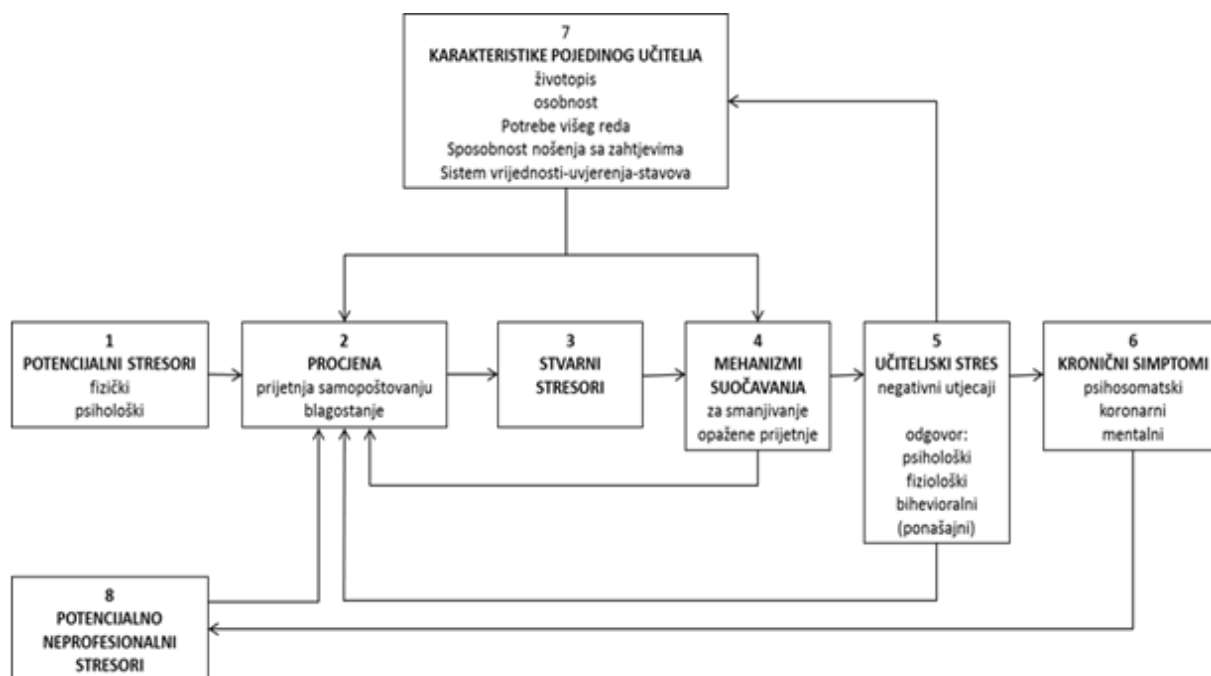 7
KARAKTERISTIKE POJEDINOG UČITELJA
životopis
osobnost
Potrebe višeg reda
Sposobnost nošenja sa zahtjevima
Sistem vrijednosti-uvjerenja-stavova
1
POTENCIJALNI STRESORI
fizički
psihološki
2
PROCJENA
prijetnja samopoštovanju
blagostanje
3
STVARNI
STRESORI
4
MEHANIZMI
SUOČAVANJA
za smanjivanje
opažene prijetnje
5
UČITELJSKI STRES
negativni utjecaji
odgovor:
psihološki
fiziološki
bihevioralni
(ponašajni)
6
KRONIČNI SIMPTOMI
psihosomatski
koronarni
mentalni
8
POTENCIJALNO
NEPROFESIONALNI
STRESORI